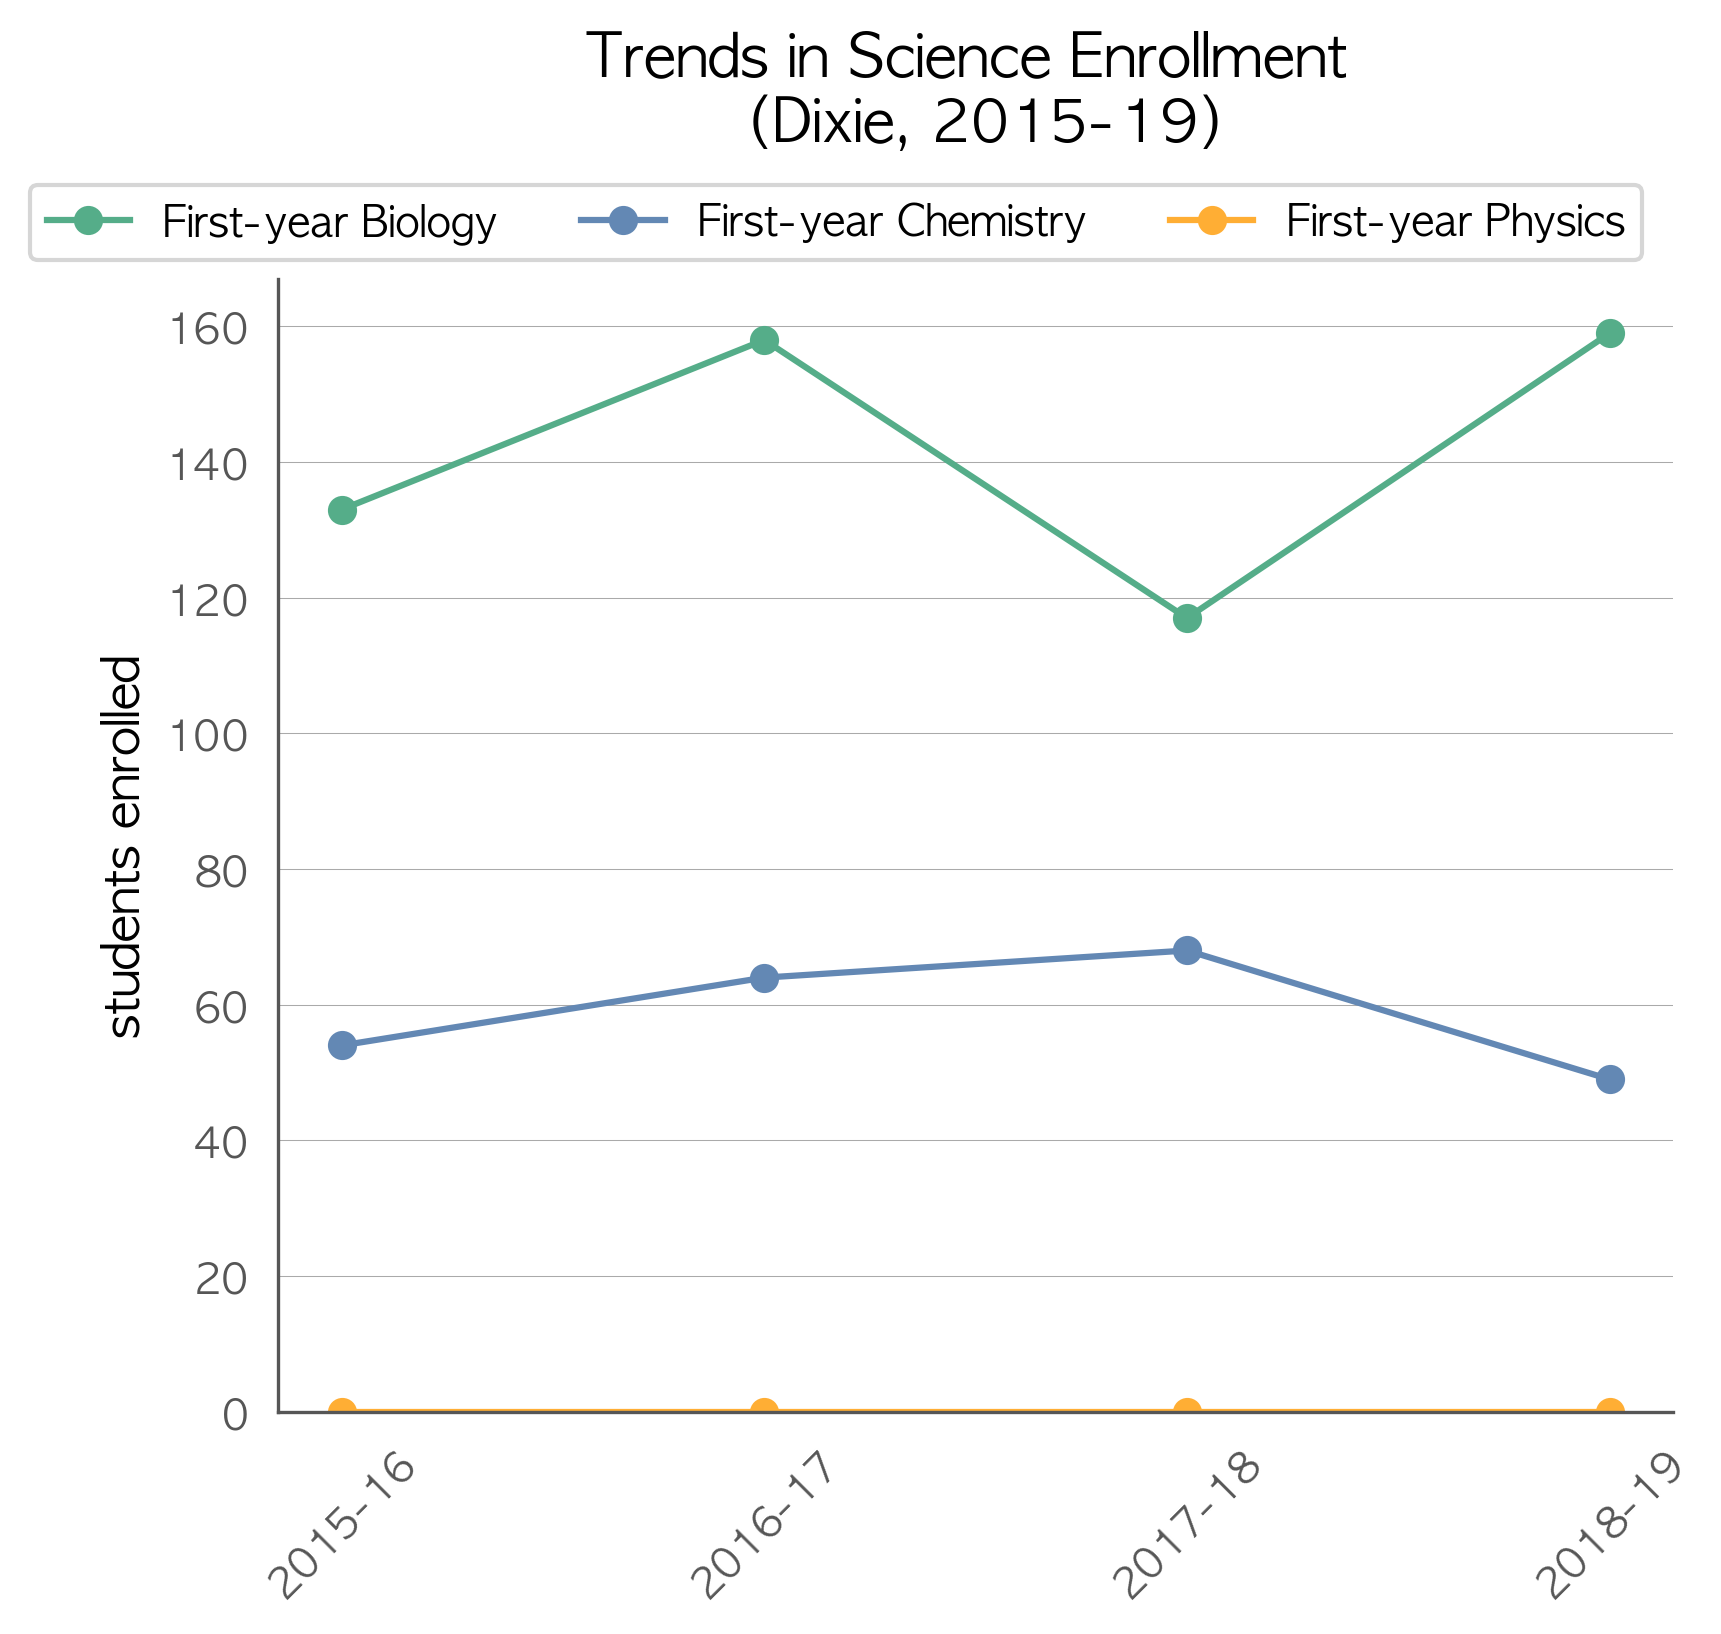 Trends in Science Enrollment
(Dixie, 2015-19)
First-year Biology
First-year Chemistry
First-year Physics
students enrolled
160
140
120
100
80
60
40
20
0
2015-16
2016-17
2017-18
2018-19